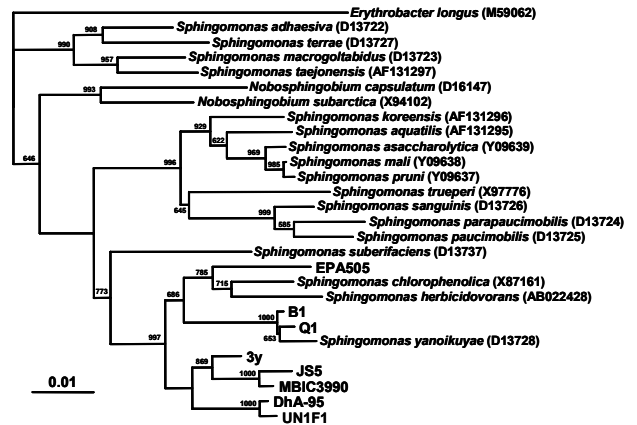 Erythrobacter longus (M59062)
908 Sphingomonas adhaesiva (D13722)
990 Sphingomonas terrae (D13727)
957 Sphingomonas macrogoltabidus (D13723)
Sphingomonas taejonensis (AF131297)
993 Nobosphingobium capsulatum (D16147)
Nobosphingobium subarctica (X94102)
Sphingomonas koreensis (AF131296)
929 Sphingomonas aquatilis (AF131295)
622
969 Sphingomonas asaccharolytica (Y09639)
646 996 985 Sphingomonas mali (Y09638)
Sphingomonas pruni (Y09637)
Sphingomonas trueperi (X97776)
645 999 Sphingomonas sanguinis (D13726)
585 Sphingomonas parapaucimobilis (D13724)
Sphingomonas paucimobilis (D13725)
Sphingomonas suberifaciens (D13737)
785 EPA505
773 715 Sphingomonas chlorophenolica (X87161)
686 Sphingomonas herbicidovorans (AB022428)
1000 B1
Q1
997 653 Sphingomonas yanoikuyae (D13728)
869 3y
0.01 1000 JS5
MBIC3990
1000 DhA-95
UN1F1